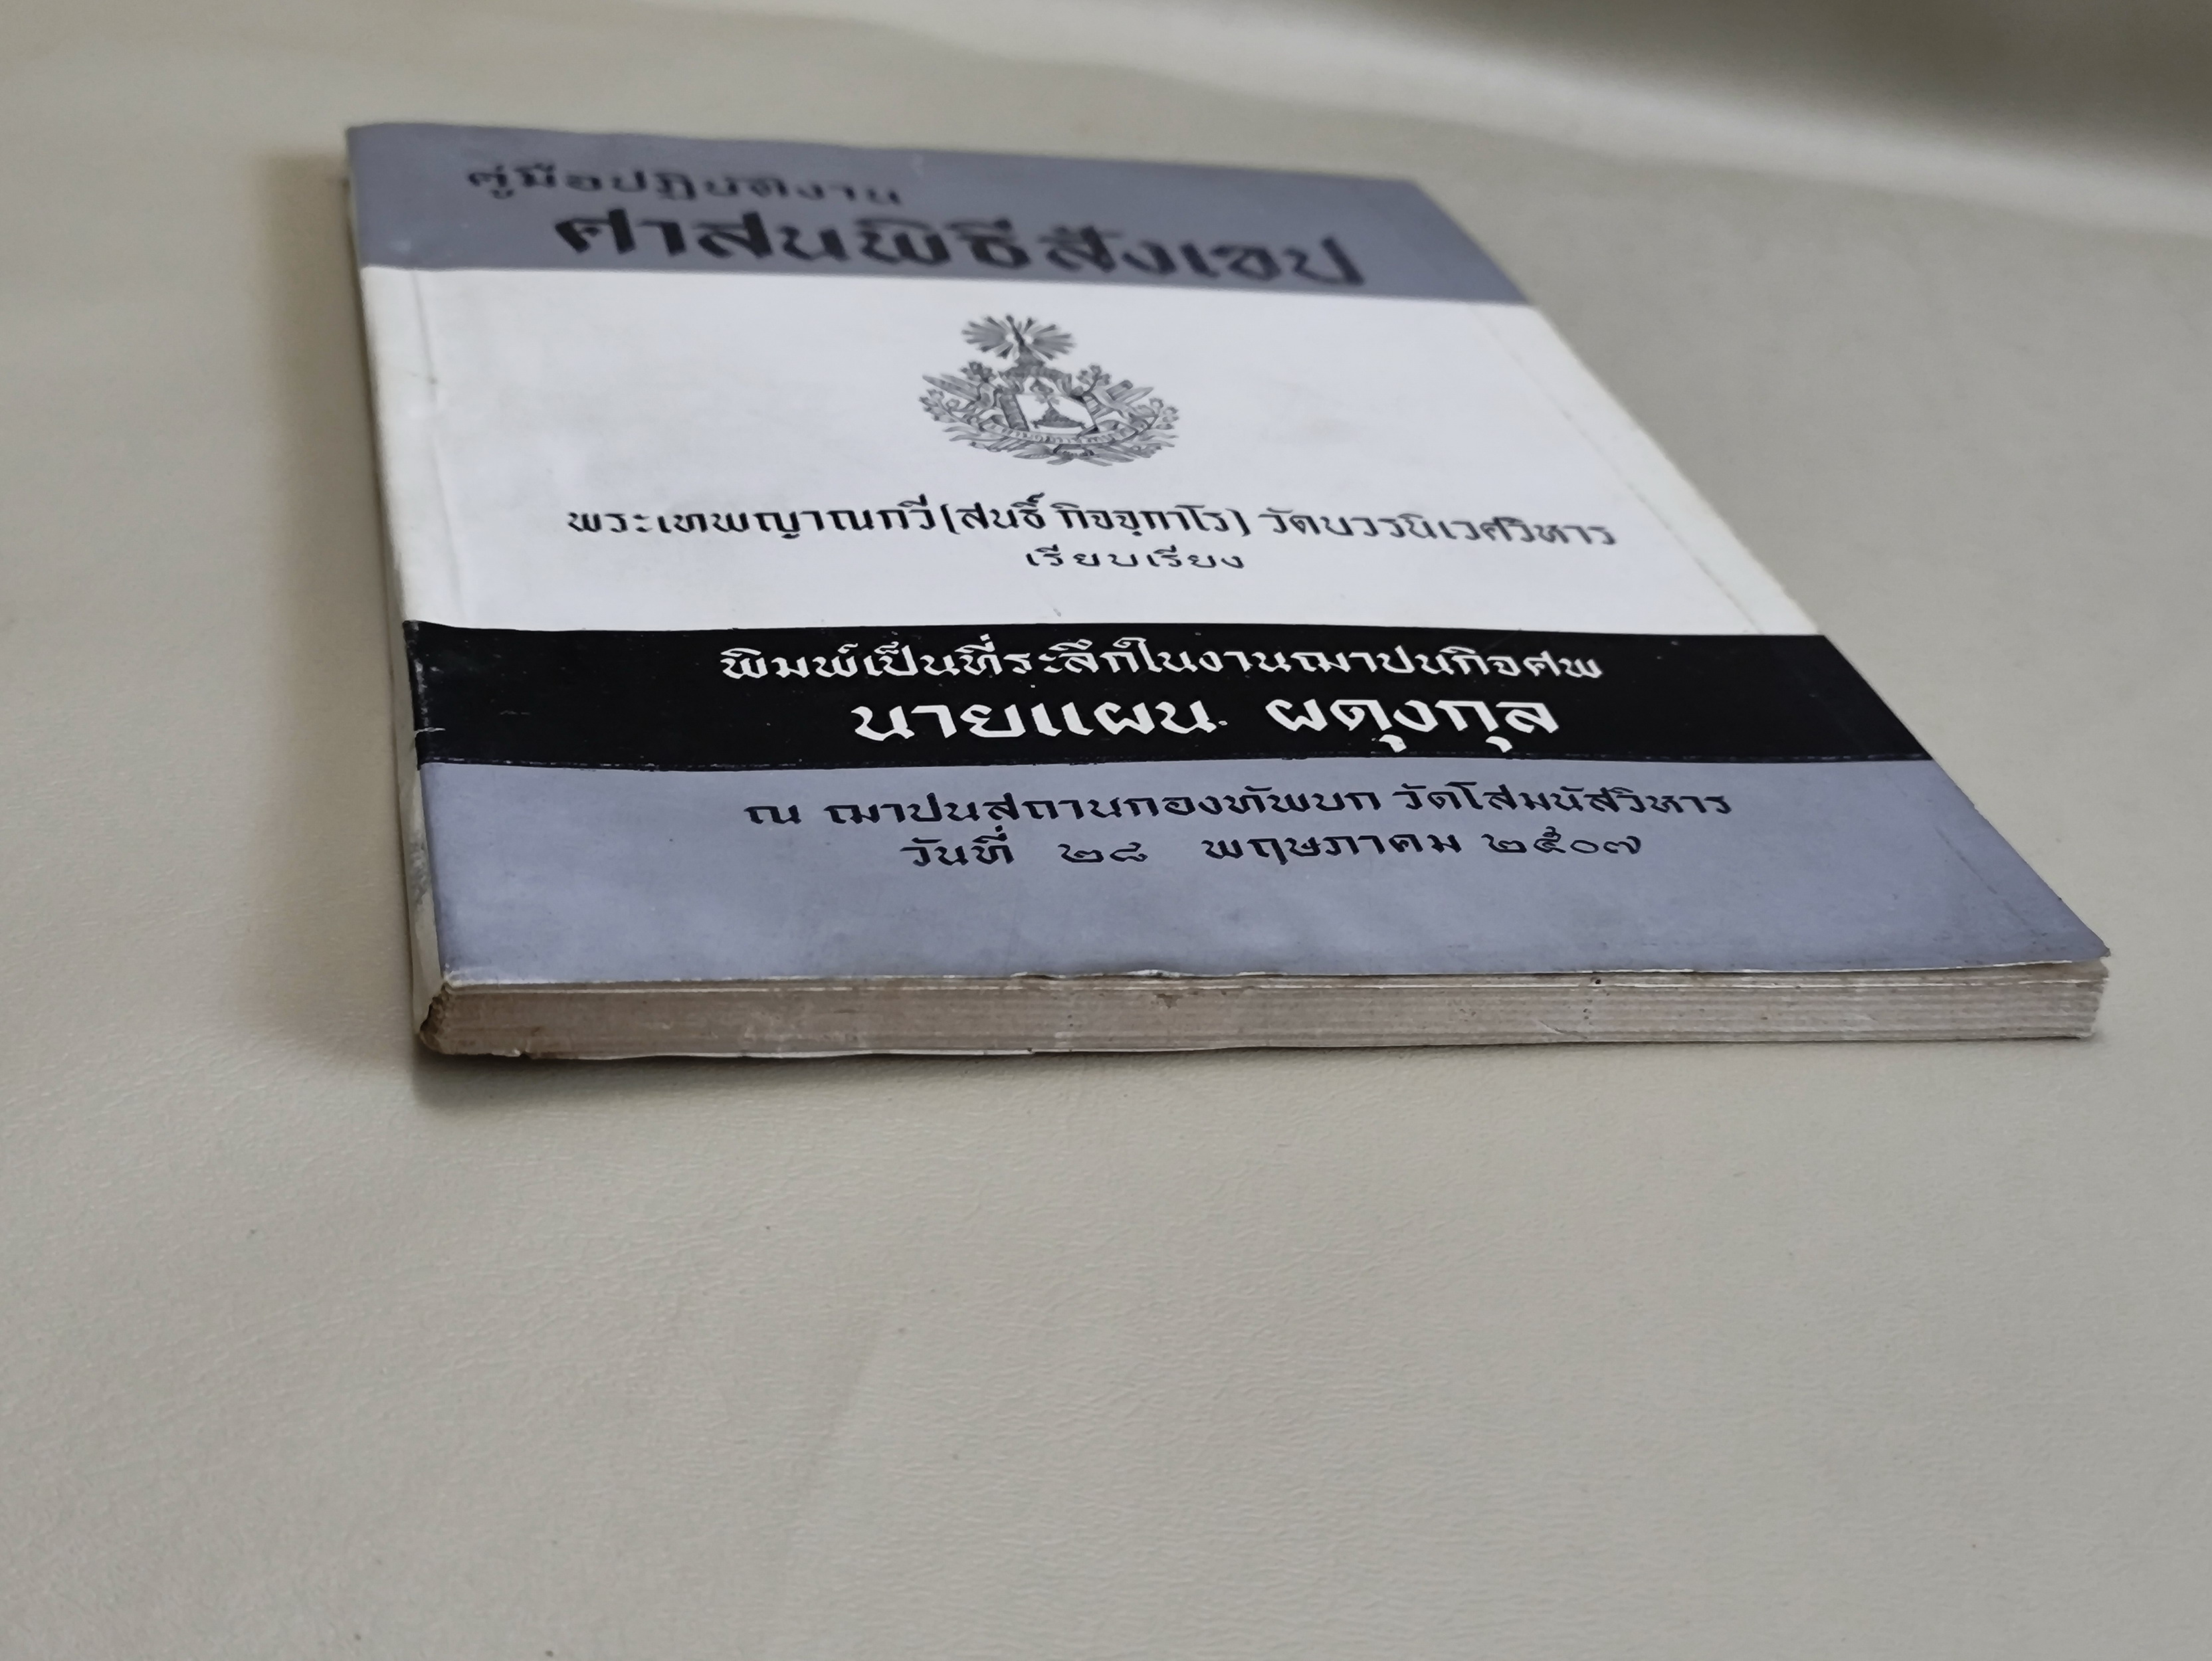 คู่มือปฏิบัติงาน
ศาสนพิธีสังเขป
พระเทพญาณกวี (สนธิ์ กิจจฺกาโร) วัดบวรนิเวศวิหาร
เรียบเรียง
พิมพ์เป็นที่ระลึกในงานฌาปนกิจศพ
นายแผน ผดุงกุล
ณ ฌาปนสถานกองทัพบก วัดโสมนัสวิหาร
วันที่ ๒๘ พฤษภาคม ๒๕๐๗